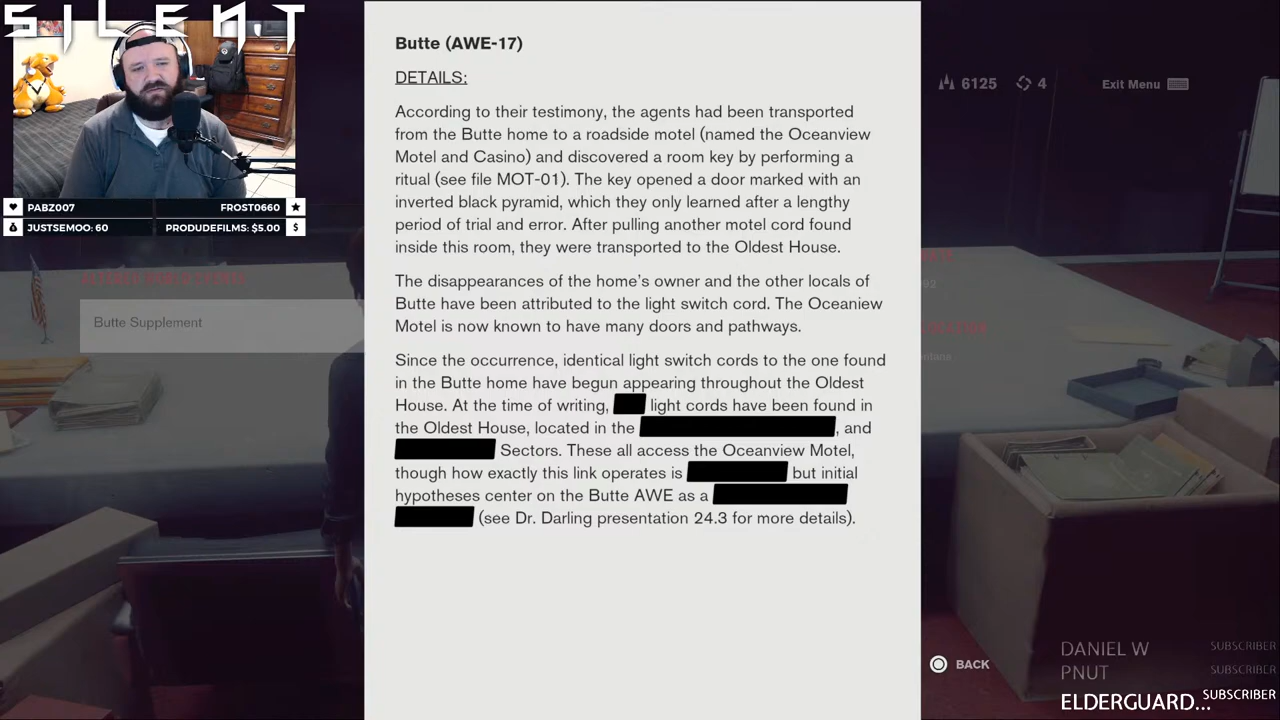 SILEN.T
PABZ007
FROST0660
JUSTSEMOO: 60
PRODUDEFILMS: $5.00
$
Butte Supplement
Butte (AWE-17)
DETAILS:
According to their testimony, the agents had been transported
from the Butte home to a roadside motel (named the Oceanview
Motel and Casino) and discovered a room key by performing a
ritual (see file MOT-01). The key opened a door marked with an
inverted black pyramid, which they only learned after a lengthy
period of trial and error. After pulling another motel cord found
inside this room, they were transported to the Oldest House.
The disappearances of the home's owner and the other locals of
Butte have been attributed to the light switch cord. The Oceaniew
Motel is now known to have many doors and pathways.
Since the occurrence, identical light switch cords to the one found
in the Butte home have begun appearing throughout the Oldest
House. At the time of writing, light cords have been found in
the Oldest House, located in the , and
Sectors. These all access the Oceanview Motel,
though how exactly this link operates is but initial
hypotheses center on the Butte AWE as a
(see Dr. Darling presentation 24.3 for more details).
6125
4
Exit Menu
BACK
DANIEL W SUBSCRIBER
PNUT SUBSCRIBER
ELDERGUARD... SUBSCRIBER